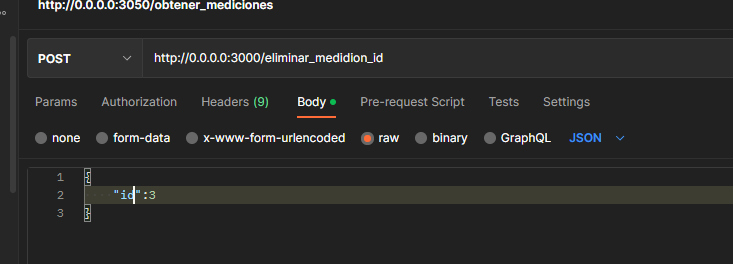 http://0.0.0.0:3050/obtener_mediciones
POST http://0.0.0.0:3000/eliminar_medidion_id
Params Authorization Headers (9) Body Pre-request Script Tests Settings
none form-data x-www-form-urlencoded raw binary GraphQL JSON
1 {
2 "id":3
3 }